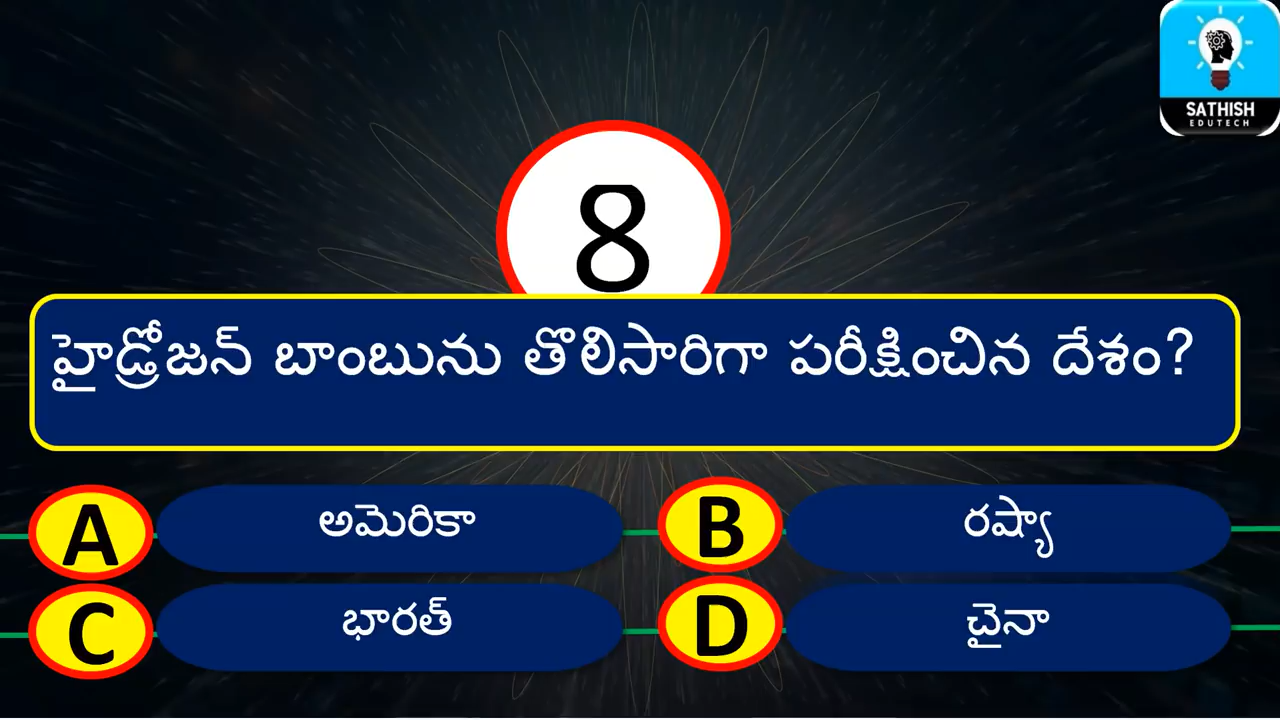 SATHISH
EDUTECH
8
హైడ్రోజన్ బాంబును తొలిసారిగా పరీక్షించిన దేశం?
A అమెరికా
B రష్యా
C భారత్
D చైనా